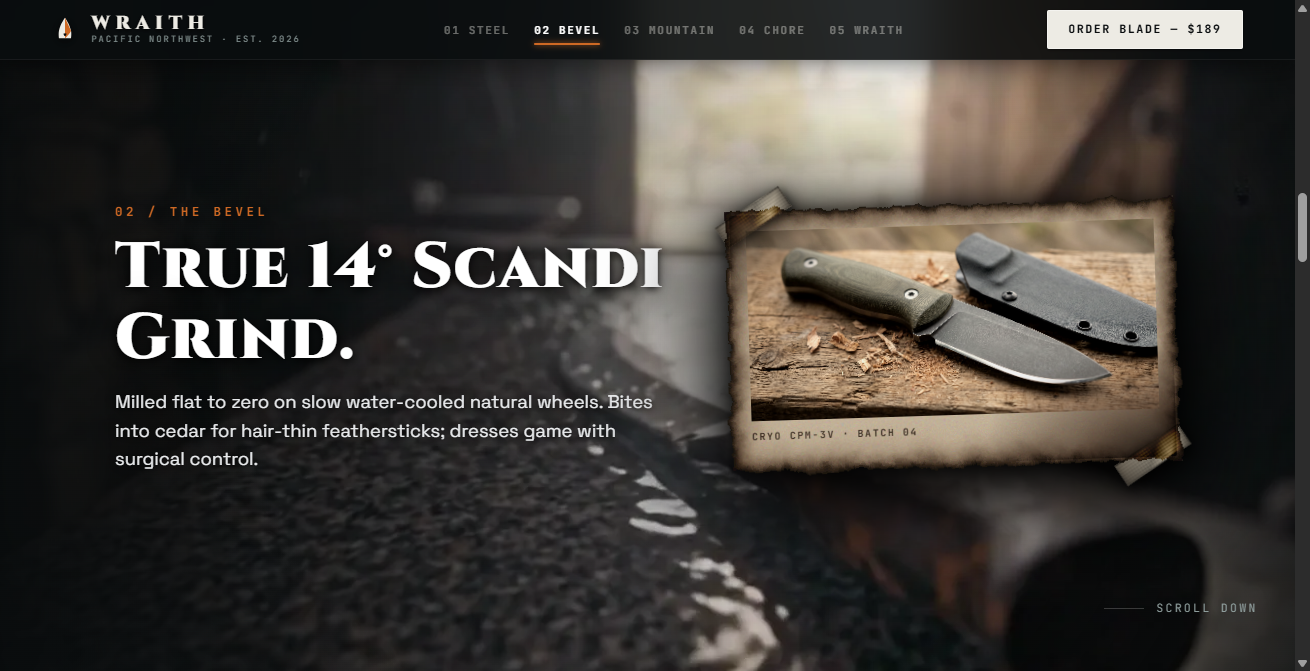 WRAITH
PACIFIC NORTHWEST · EST. 2026
01 STEEL
02 BEVEL
03 MOUNTAIN
04 CHORE
05 WRAITH
ORDER BLADE — $189
02 / THE BEVEL
True 14° Scandi
Grind.
Milled flat to zero on slow water-cooled natural wheels. Bites
into cedar for hair-thin feathersticks; dresses game with
surgical control.
CRYO CPM-3V · BATCH 04
SCROLL DOWN